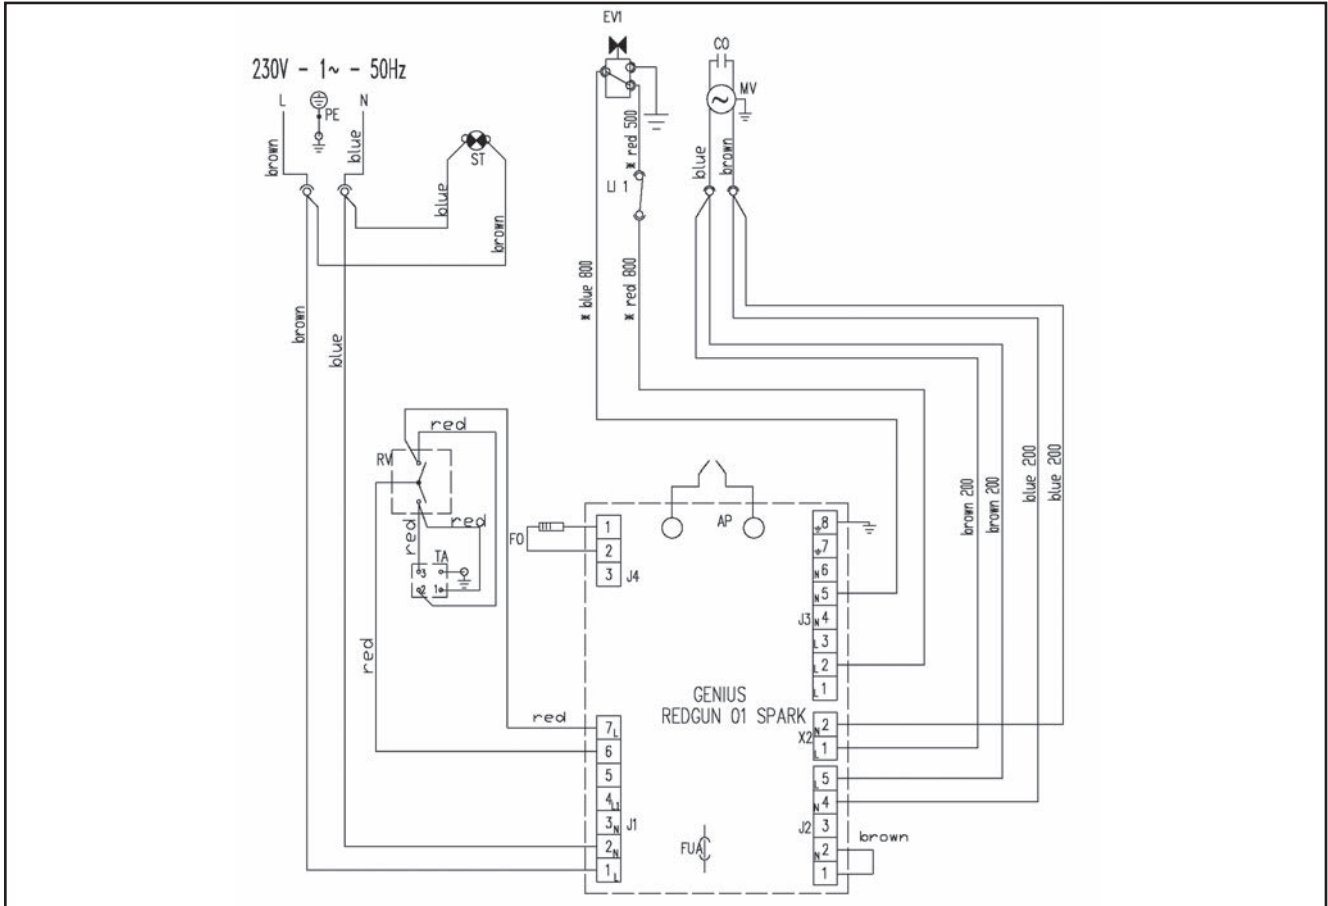 EV1
CO
230V - 1~ - 50Hz
L
PE
N
MV
brown
blue
ST
blue
brown
* red 500
LI 1
blue
brown
* blue 800
* red 800
brown
blue
brown 200
brown 200
blue 200
blue 200
red
RV
red
red
TA
3
2 1
red
red
FO
AP
1
2
3 J4
8
7
N 6
N 5
J3 N 4
L 3
L 2
L 1
GENIUS
REDGUN 01 SPARK
N 2
X2
L 1
L 5
N 4
J2 3
N 2
1
brown
7 L
6
5
4 L1
3 N J1
2 N
1 L
FUA